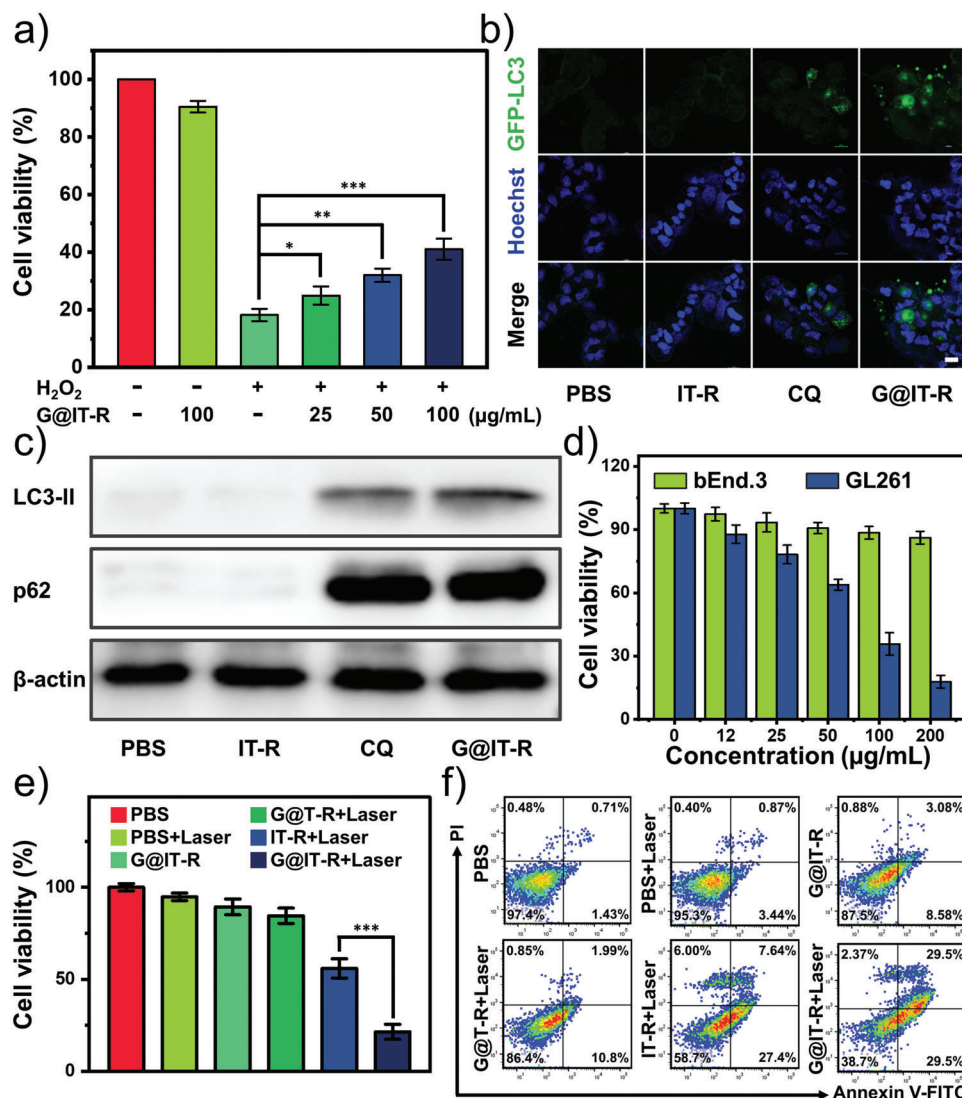 a)
Cell viability (%)
100
80
60
40
20
0
***
**
*
H₂O₂ − − + + + +
G@IT-R − 100 − 25 50 100 (μg/mL)
b)
GFP-LC3
Hoechst
Merge
PBS IT-R CQ G@IT-R
c)
LC3-II
p62
β-actin
PBS IT-R CQ G@IT-R
d)
Cell viability (%)
120
90
60
30
0
bEnd.3 GL261
0 12 25 50 100 200
Concentration (μg/mL)
e)
Cell viability (%)
100
50
0
PBS G@T-R+Laser
PBS+Laser IT-R+Laser
G@IT-R G@IT-R+Laser
***
f)
PI
PBS
0.48% 0.71%
97.4% 1.43%
PBS+Laser
0.40% 0.87%
95.3% 3.44%
G@IT-R
0.88% 3.08%
87.5% 8.58%
G@T-R+Laser
0.85% 1.99%
86.4% 10.8%
IT-R+Laser
6.00% 7.64%
58.7% 27.4%
G@IT-R+Laser
2.37% 29.5%
38.7% 29.5%
Annexin V-FITC